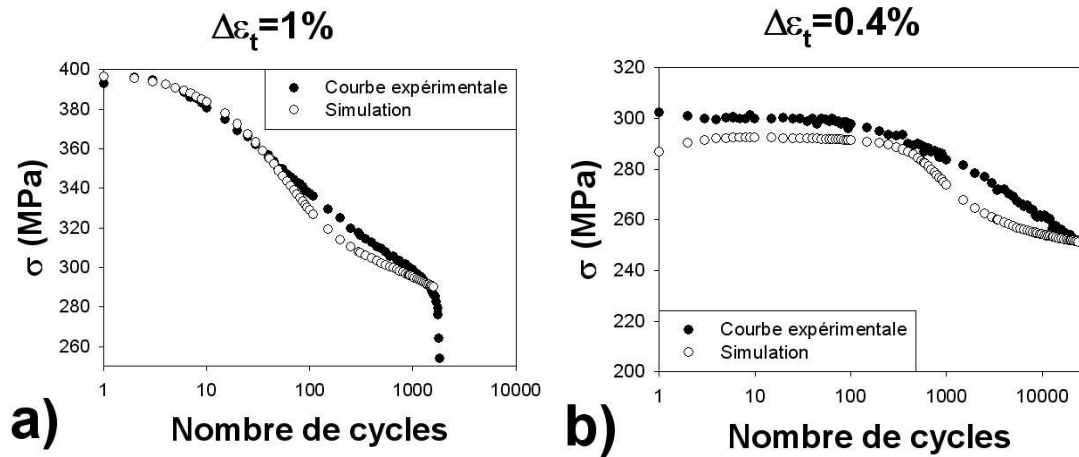 Δεt=1%
400
380
360
340
320
300
280
260
σ (MPa)
Courbe expérimentale
Simulation
1
10
100
1000
10000
Nombre de cycles
a)
Δεt=0.4%
320
300
280
260
240
220
200
σ (MPa)
Courbe expérimentale
Simulation
1
10
100
1000
10000
Nombre de cycles
b)